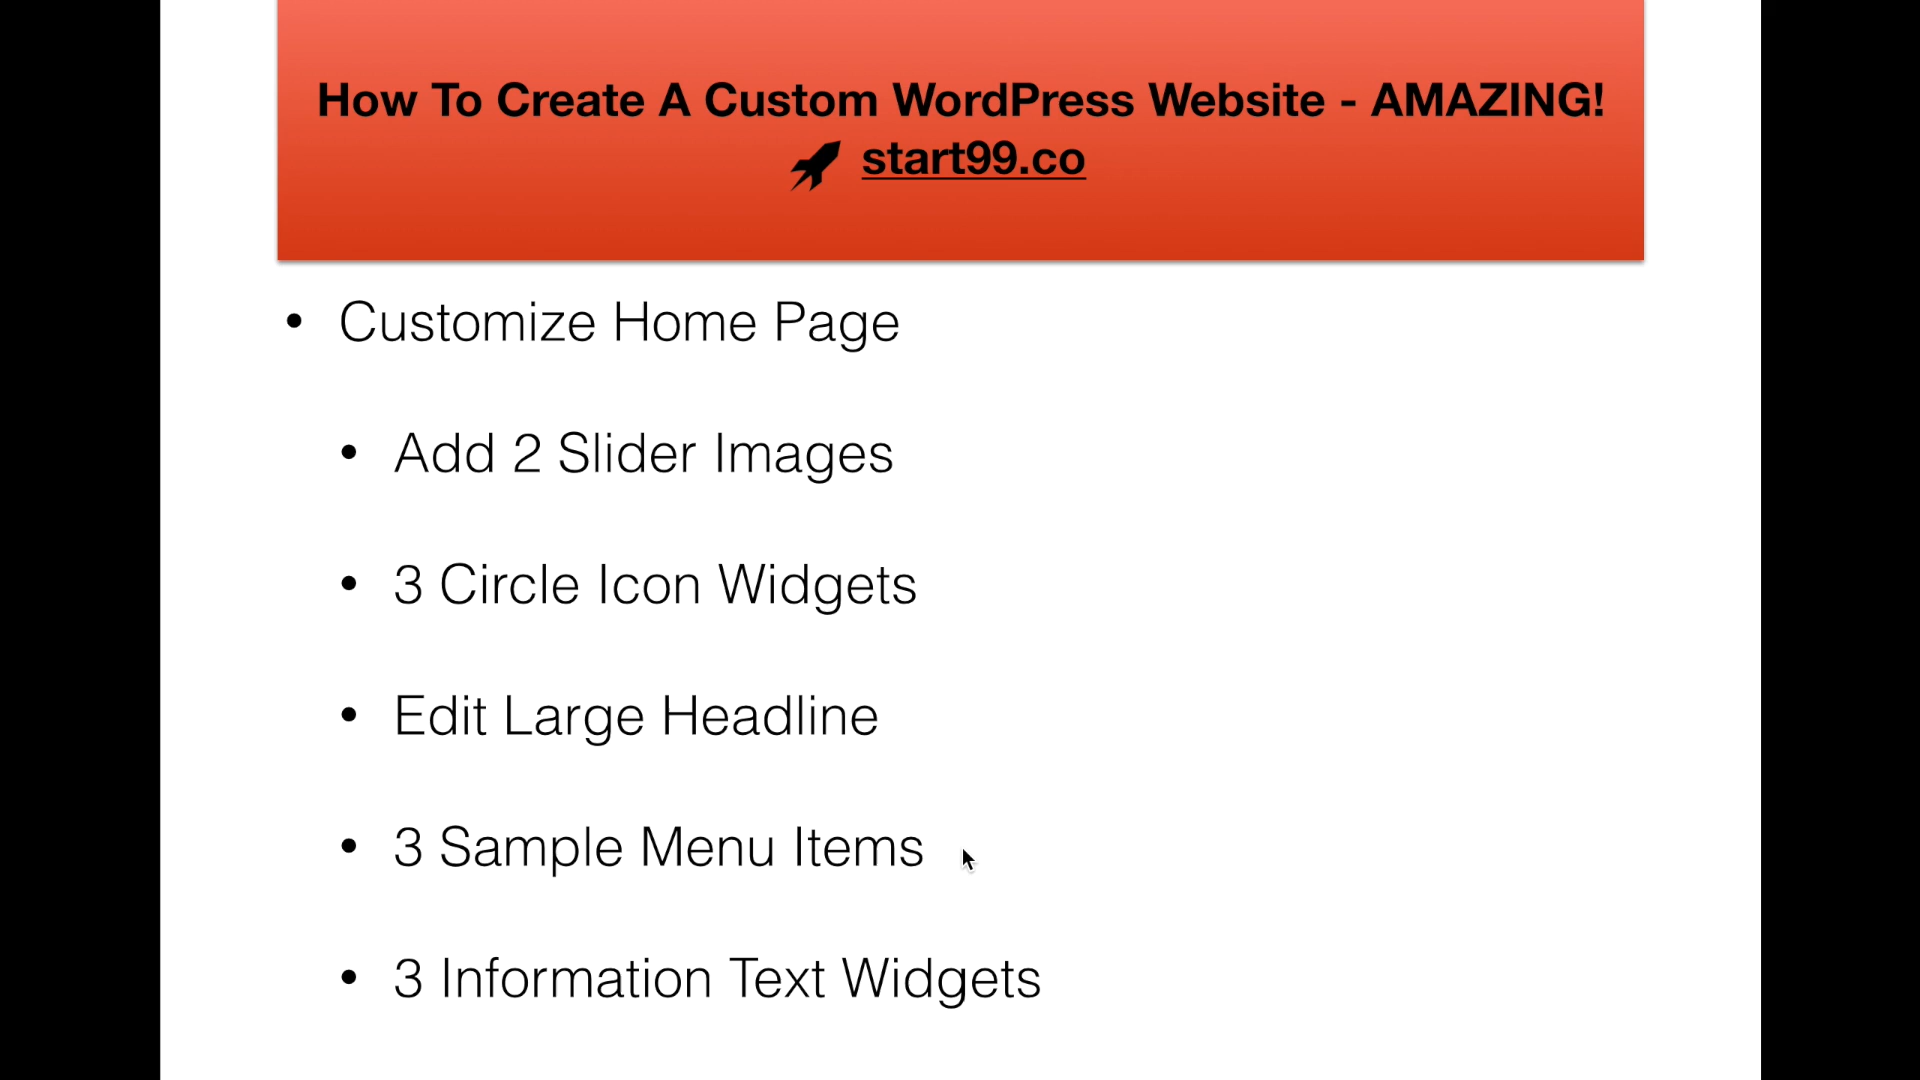 How To Create A Custom WordPress Website - AMAZING!
start99.co
• Customize Home Page
• Add 2 Slider Images
• 3 Circle Icon Widgets
• Edit Large Headline
• 3 Sample Menu Items
• 3 Information Text Widgets